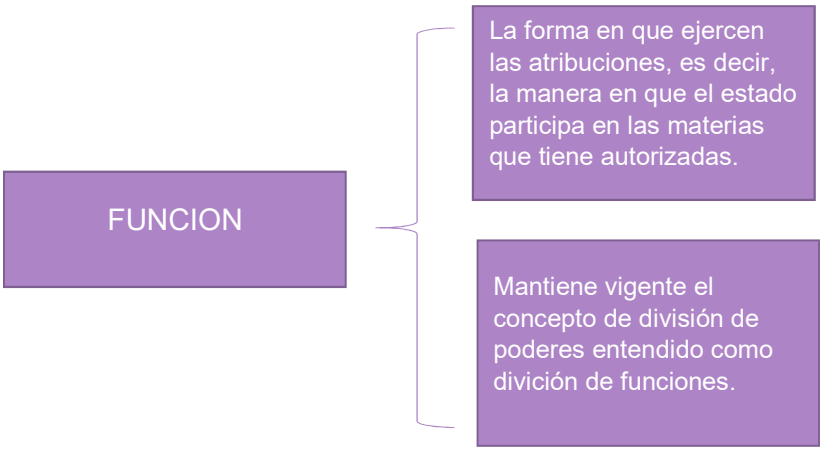 La forma en que ejercen
las atribuciones, es decir,
la manera en que el estado
participa en las materias
que tiene autorizadas.
FUNCION
Mantiene vigente el
concepto de división de
poderes entendido como
divición de funciones.